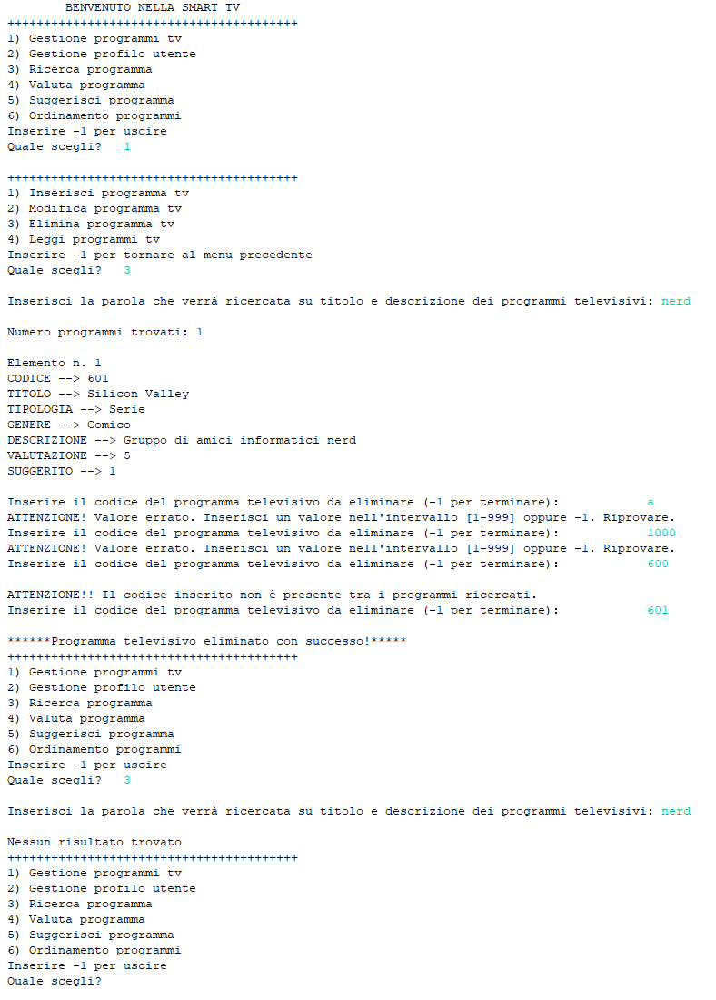 BENVENUTO NELLA SMART TV
++++++++++++++++++++++++++++++++++++++++
1) Gestione programmi tv
2) Gestione profilo utente
3) Ricerca programma
4) Valuta programma
5) Suggerisci programma
6) Ordinamento programmi
Inserire -1 per uscire
Quale scegli?   1
++++++++++++++++++++++++++++++++++++++++
1) Inserisci programma tv
2) Modifica programma tv
3) Elimina programma tv
4) Leggi programmi tv
Inserire -1 per tornare al menu precedente
Quale scegli?   3
Inserisci la parola che verrà ricercata su titolo e descrizione dei programmi televisivi: nerd
Numero programmi trovati: 1
Elemento n. 1
CODICE --> 601
TITOLO --> Silicon Valley
TIPOLOGIA --> Serie
GENERE --> Comico
DESCRIZIONE --> Gruppo di amici informatici nerd
VALUTAZIONE --> 5
SUGGERITO --> 1
Inserire il codice del programma televisivo da eliminare (-1 per terminare):            a
ATTENZIONE! Valore errato. Inserisci un valore nell'intervallo [1-999] oppure -1. Riprovare.
Inserire il codice del programma televisivo da eliminare (-1 per terminare):            1000
ATTENZIONE! Valore errato. Inserisci un valore nell'intervallo [1-999] oppure -1. Riprovare.
Inserire il codice del programma televisivo da eliminare (-1 per terminare):            600
ATTENZIONE!! Il codice inserito non è presente tra i programmi ricercati.
Inserire il codice del programma televisivo da eliminare (-1 per terminare):            601
******Programma televisivo eliminato con successo!*****
++++++++++++++++++++++++++++++++++++++++
1) Gestione programmi tv
2) Gestione profilo utente
3) Ricerca programma
4) Valuta programma
5) Suggerisci programma
6) Ordinamento programmi
Inserire -1 per uscire
Quale scegli?   3
Inserisci la parola che verrà ricercata su titolo e descrizione dei programmi televisivi: nerd
Nessun risultato trovato
++++++++++++++++++++++++++++++++++++++++
1) Gestione programmi tv
2) Gestione profilo utente
3) Ricerca programma
4) Valuta programma
5) Suggerisci programma
6) Ordinamento programmi
Inserire -1 per uscire
Quale scegli?